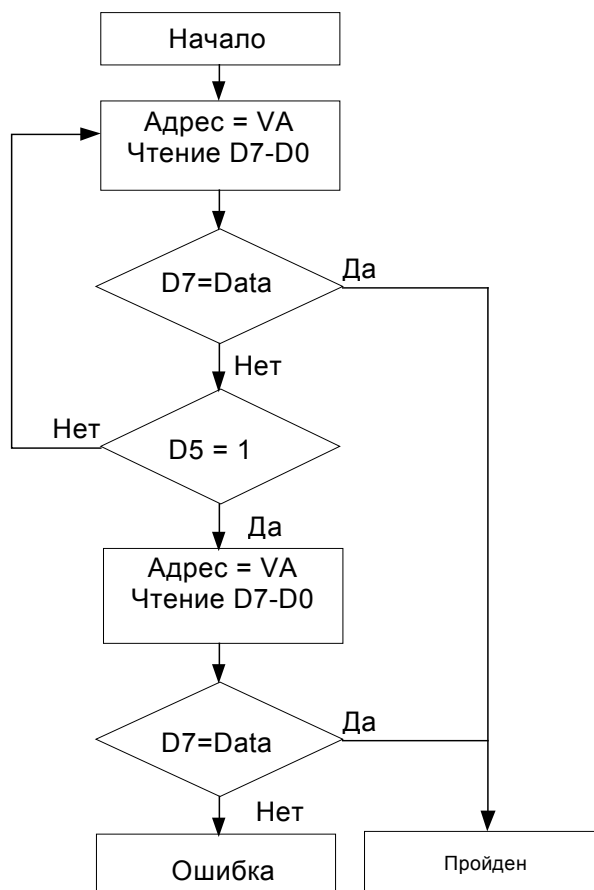 Начало
Адрес = VA
Чтение D7-D0
D7=Data
Да
Нет
Нет
D5 = 1
Да
Адрес = VA
Чтение D7-D0
D7=Data
Да
Нет
Ошибка
Пройден